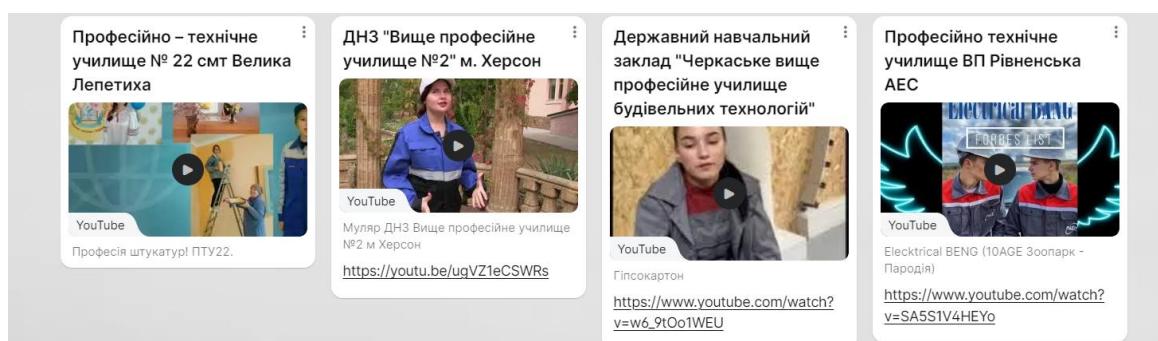 Професійно – технічне
училище № 22 смт Велика
Лепетиха
YouTube
Професія штукатур! ПТУ22.
ДНЗ "Вище професійне
училище №2" м. Херсон
YouTube
Муляр ДНЗ Вище професійне училище
№2 м Херсон
https://youtu.be/ugVZ1eCSWRs
Державний навчальний
заклад "Черкаське вище
професійне училище
будівельних технологій"
YouTube
Гіпсокартон
https://www.youtube.com/watch?
v=w6_9tOo1WEU
Професійно технічне
училище ВП Рівненська
АЕС
Electrical BENG
FORBES LIST
YouTube
Elecktrical BENG (10AGE Зоопарк -
Пародія)
https://www.youtube.com/watch?
v=SA5S1V4HEYo